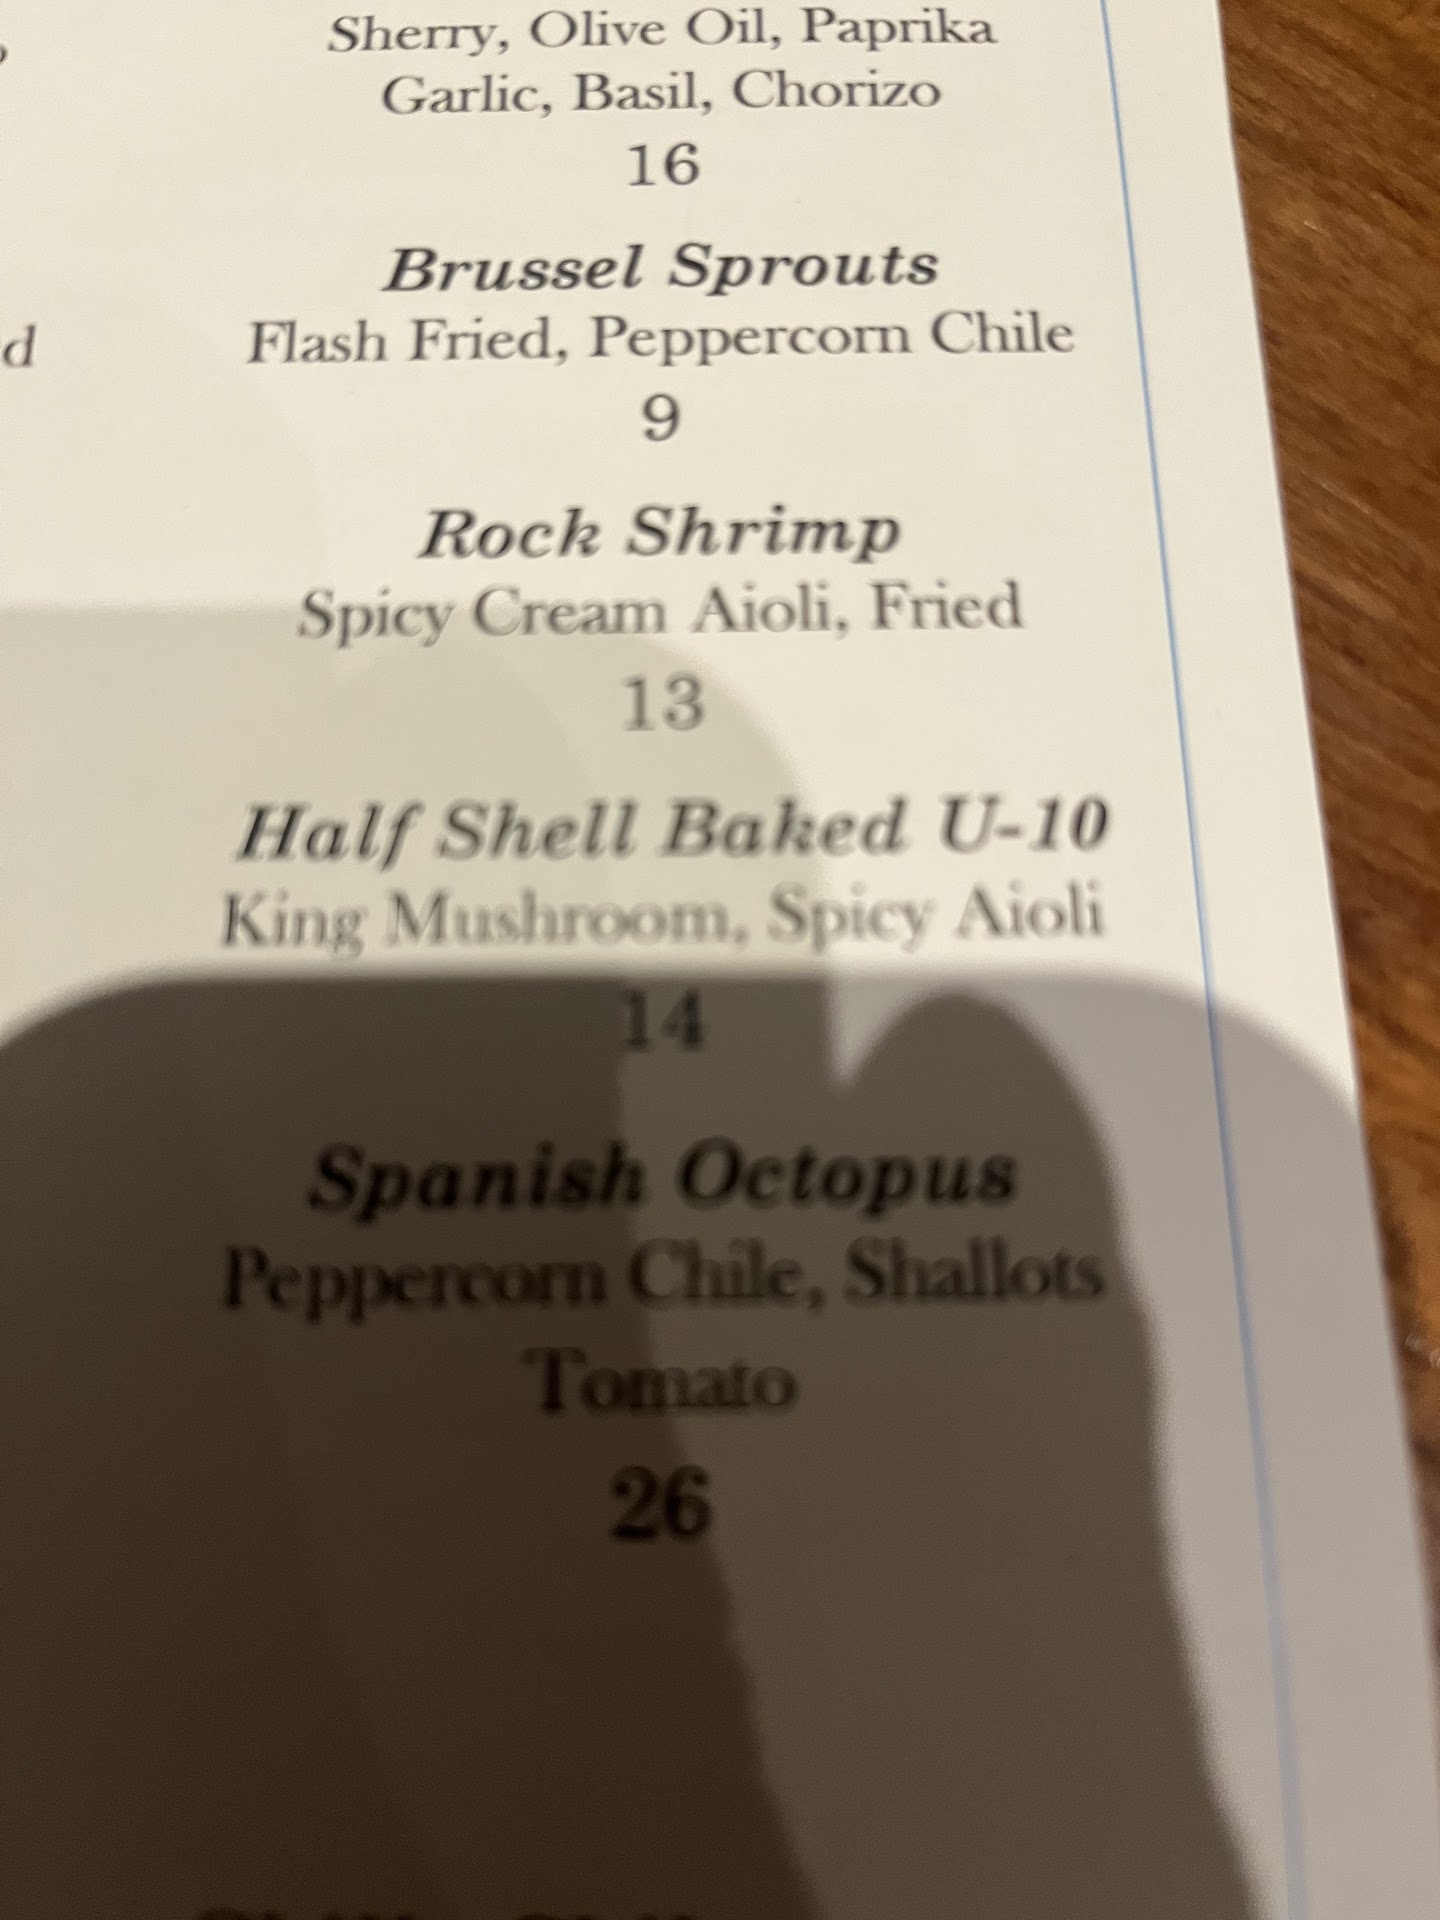 Sherry, Olive Oil, Paprika
Garlic, Basil, Chorizo
16
Brussel Sprouts
d
Flash Fried, Peppercorn Chile
9
Rock Shrimp
Spicy Cream Aioli, Fried
13
Half Shell Baked U-10
King Mushroom, Spicy Aioli
14
Spanish Octopus
Peppercorn Chile, Shallots
Tomato
26